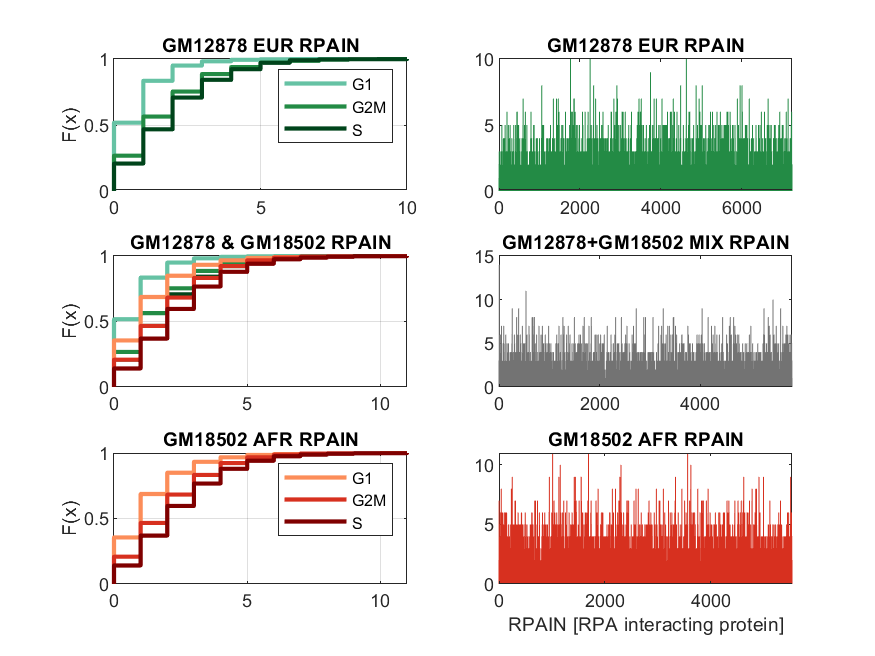 GM12878 EUR RPAIN
F(x)
1
0.5
0
0
5
10
G1
G2M
S
GM12878 EUR RPAIN
10
5
0
0
2000
4000
6000
GM12878 & GM18502 RPAIN
F(x)
1
0.5
0
0
5
10
GM12878+GM18502 MIX RPAIN
15
10
5
0
0
2000
4000
GM18502 AFR RPAIN
F(x)
1
0.5
0
0
5
10
G1
G2M
S
GM18502 AFR RPAIN
10
5
0
0
2000
4000
RPAIN [RPA interacting protein]